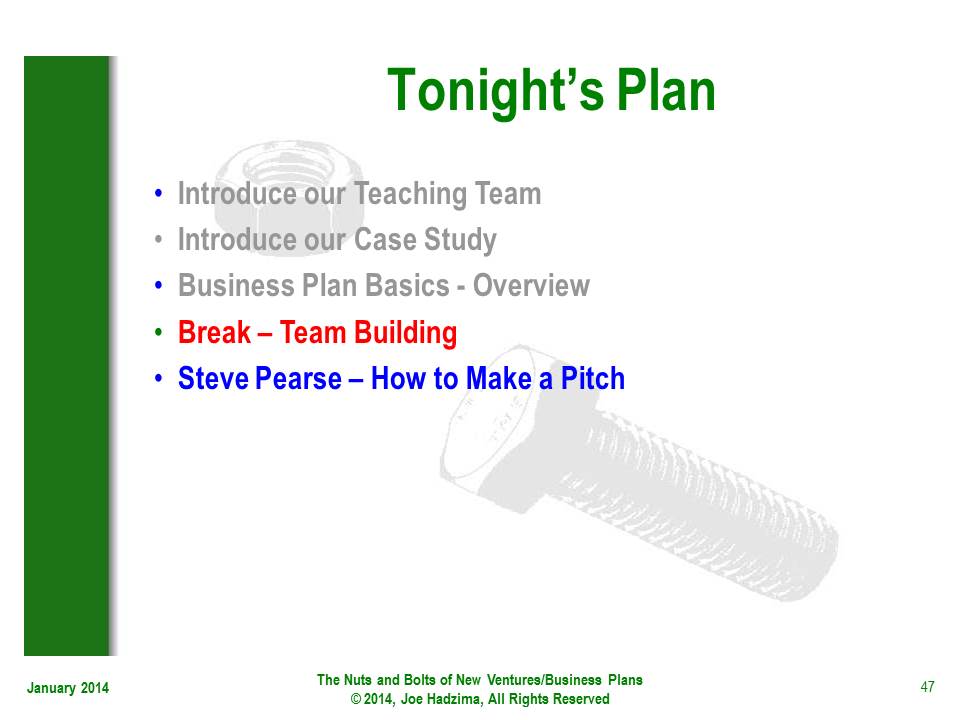 Tonight’s Plan
• Introduce our Teaching Team
• Introduce our Case Study
• Business Plan Basics - Overview
• Break – Team Building
• Steve Pearse – How to Make a Pitch
January 2014
The Nuts and Bolts of New Ventures/Business Plans
© 2014, Joe Hadzima, All Rights Reserved
47